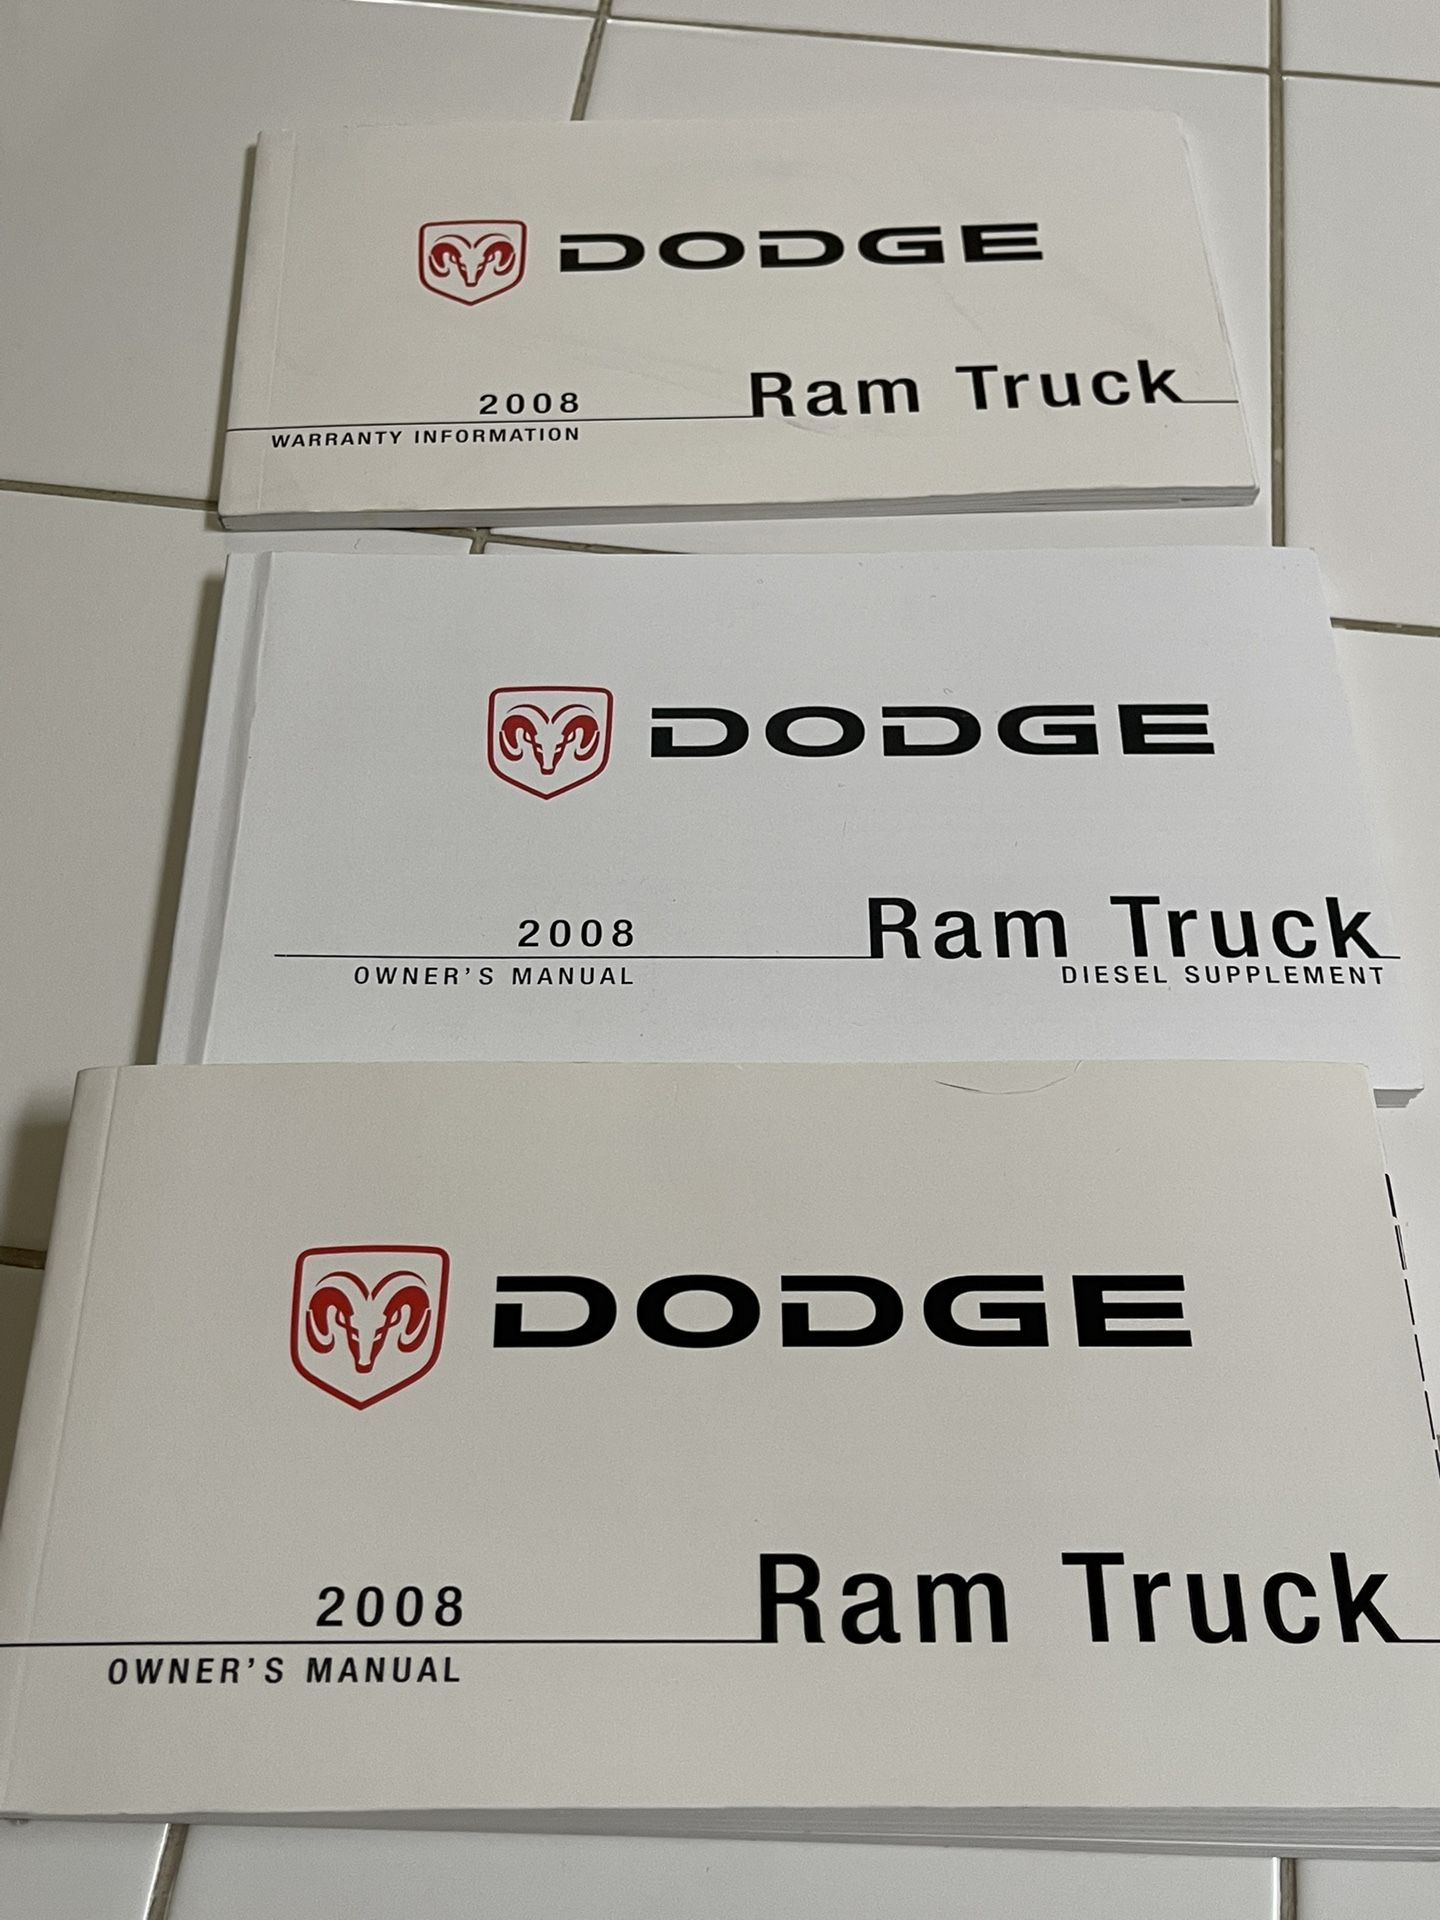 DODGE
2008 Ram Truck
WARRANTY INFORMATION
DODGE
2008 Ram Truck
OWNER'S MANUAL DIESEL SUPPLEMENT
DODGE
2008 Ram Truck
OWNER'S MANUAL